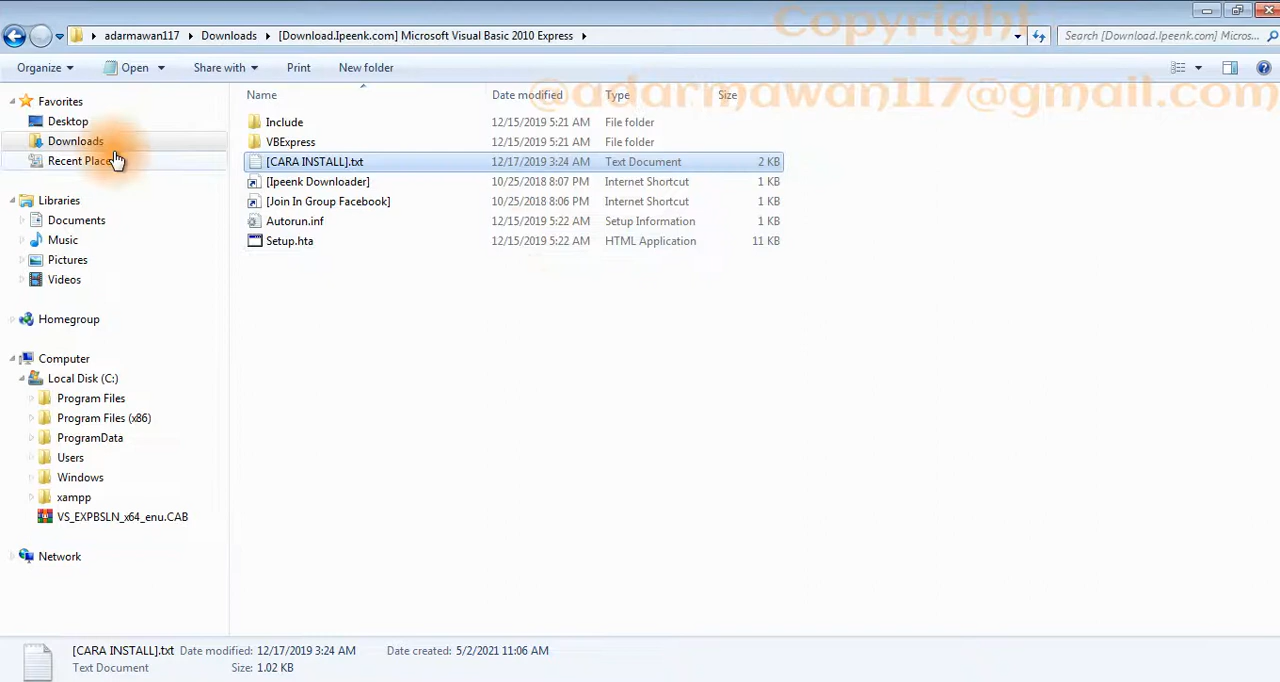 Copyright
adarmawan117 Downloads [Download.Ipeenk.com] Microsoft Visual Basic 2010 Express
Search [Download.Ipeenk.com] Micros...
Organize Open Share with Print New folder
@adarmawan117@gmail.com
Name Date modified Type Size
Favorites
Desktop
Downloads
Recent Place
Libraries
Documents
Music
Pictures
Videos
Homegroup
Computer
Local Disk (C:)
Program Files
Program Files (x86)
ProgramData
Users
Windows
xampp
VS_EXPBSLN_x64_enu.CAB
Network
Include 12/15/2019 5:21 AM File folder
VBExpress 12/15/2019 5:21 AM File folder
[CARA INSTALL].txt 12/17/2019 3:24 AM Text Document 2 KB
[Ipeenk Downloader] 10/25/2018 8:07 PM Internet Shortcut 1 KB
[Join In Group Facebook] 10/25/2018 8:06 PM Internet Shortcut 1 KB
Autorun.inf 12/15/2019 5:22 AM Setup Information 1 KB
Setup.hta 12/15/2019 5:22 AM HTML Application 11 KB
[CARA INSTALL].txt Date modified: 12/17/2019 3:24 AM Date created: 5/2/2021 11:06 AM
Text Document Size: 1.02 KB